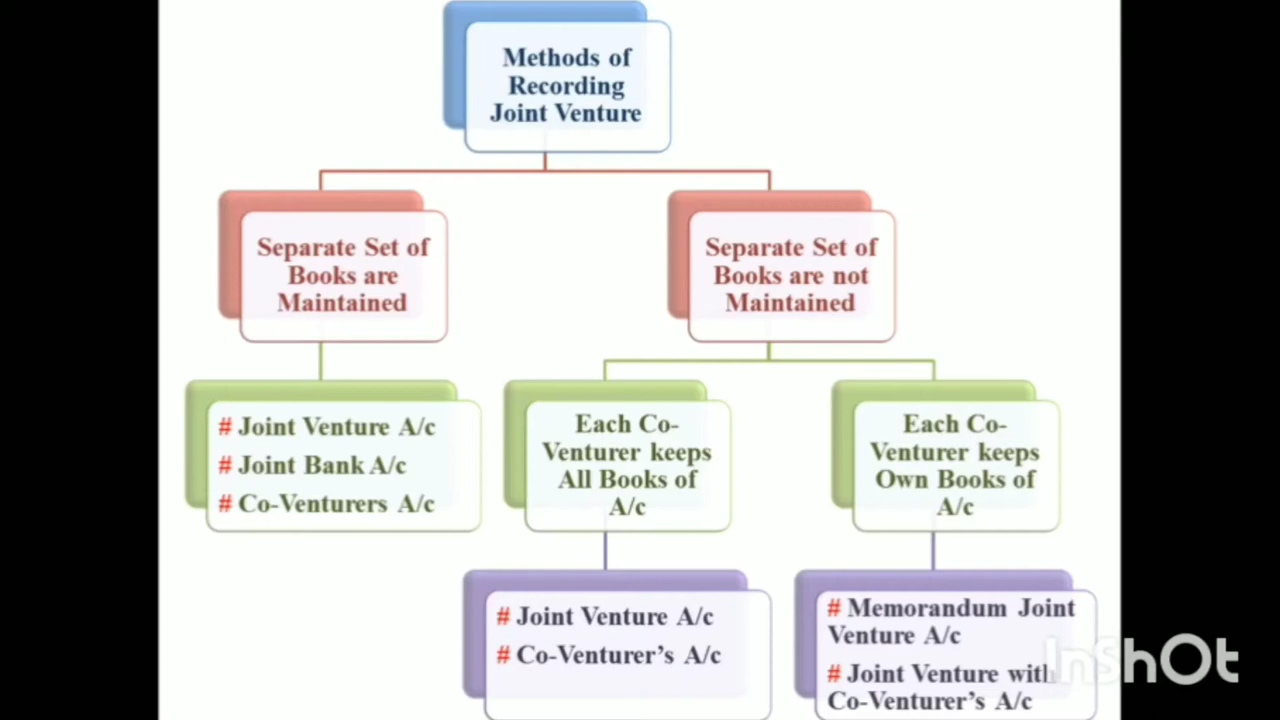 Methods of
Recording
Joint Venture
Separate Set of
Books are
Maintained
Separate Set of
Books are not
Maintained
# Joint Venture A/c
# Joint Bank A/c
# Co-Venturers A/c
Each Co-
Venturer keeps
All Books of
A/c
Each Co-
Venturer keeps
Own Books of
A/c
# Joint Venture A/c
# Co-Venturer's A/c
# Memorandum Joint
Venture A/c
# Joint Venture with
Co-Venturer's A/c
InShOt